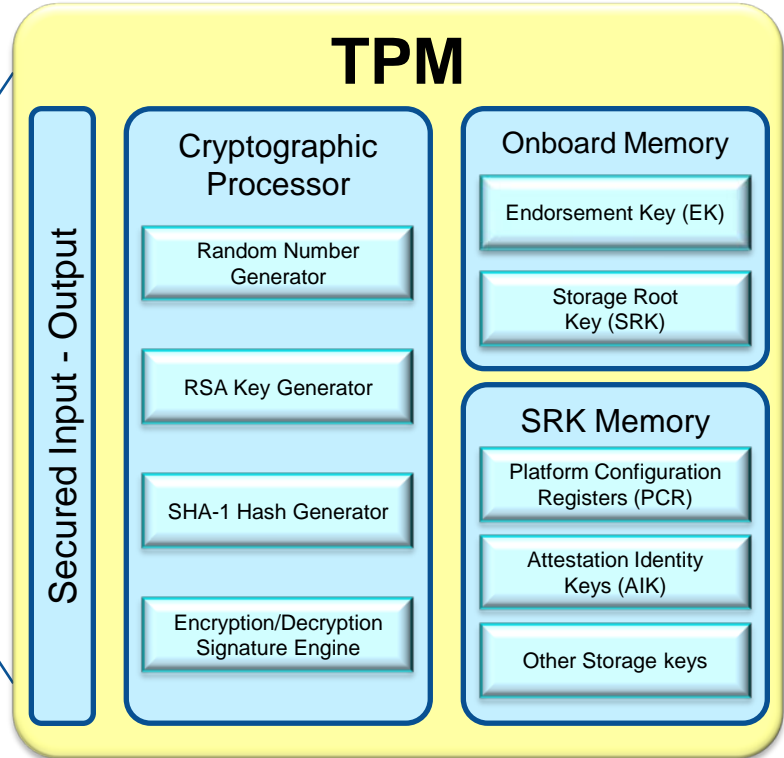 TPM
Secured Input - Output
Cryptographic
Processor
Random Number
Generator
RSA Key Generator
SHA-1 Hash Generator
Encryption/Decryption
Signature Engine
Onboard Memory
Endorsement Key (EK)
Storage Root
Key (SRK)
SRK Memory
Platform Configuration
Registers (PCR)
Attestation Identity
Keys (AIK)
Other Storage keys